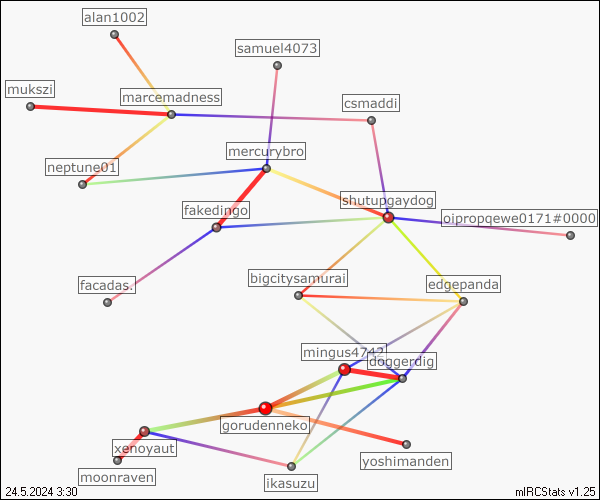 alan1002
samuel4073
mukszi
marcemadness
csmaddi
mercurybro
neptune01
shutupgaydog
fakedingo
oipropqewe0171#0000
facadas.
bigcitysamurai
edgepanda
mingus4742
doggerdig
gorudenneko
xenoyaut
yoshimanden
moonraven
ikasuzu
24.5.2024 3:30
mIRCStats v1.25